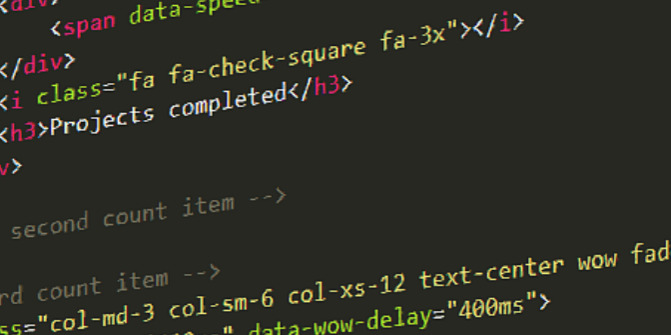 <div>
<span data-speed
</div>
<i class="fa fa-check-square fa-3x"></i>
<h3>Projects completed</h3>
v>
second count item -->
rd count item -->
ss="col-md-3 col-sm-6 col-xs-12 text-center wow fad
data-wow-delay="400ms">